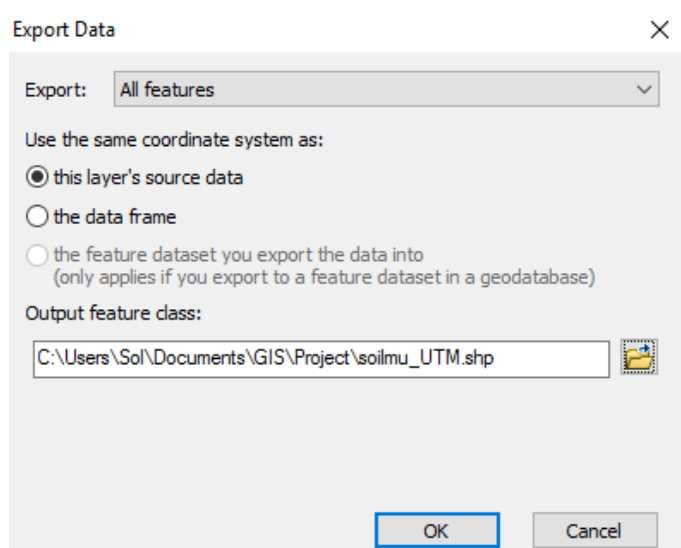 Export Data
Export: All features
Use the same coordinate system as:
this layer's source data
the data frame
the feature dataset you export the data into
(only applies if you export to a feature dataset in a geodatabase)
Output feature class:
C:\Users\Sol\Documents\GIS\Project\soilmu_UTM.shp
OK Cancel